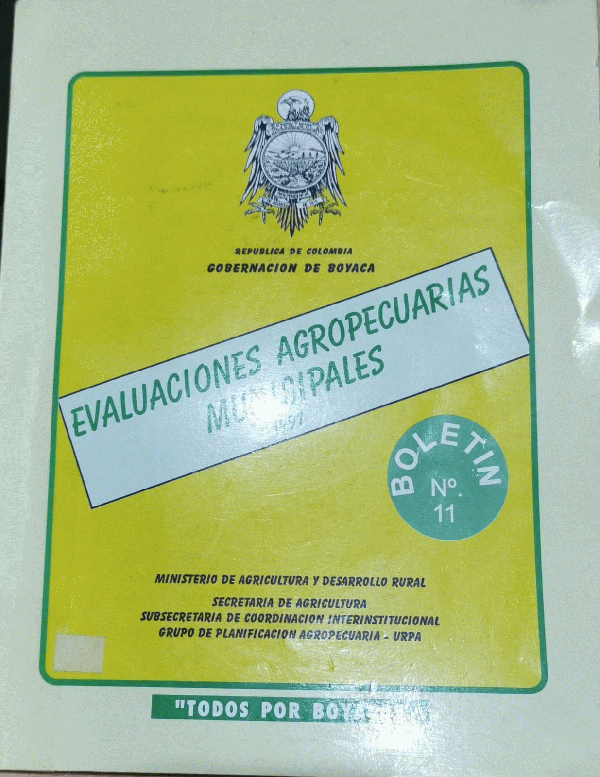 REPUBLICA DE COLOMBIA
GOBERNACION DE BOYACA
EVALUACIONES AGROPECUARIAS
MUNICIPALES
BOLETIN
Nº.
11
MINISTERIO DE AGRICULTURA Y DESARROLLO RURAL
SECRETARIA DE AGRICULTURA
SUBSECRETARIA DE COORDINACION INTERINSTITUCIONAL
GRUPO DE PLANIFICACION AGROPECUARIA - URPA
"TODOS POR